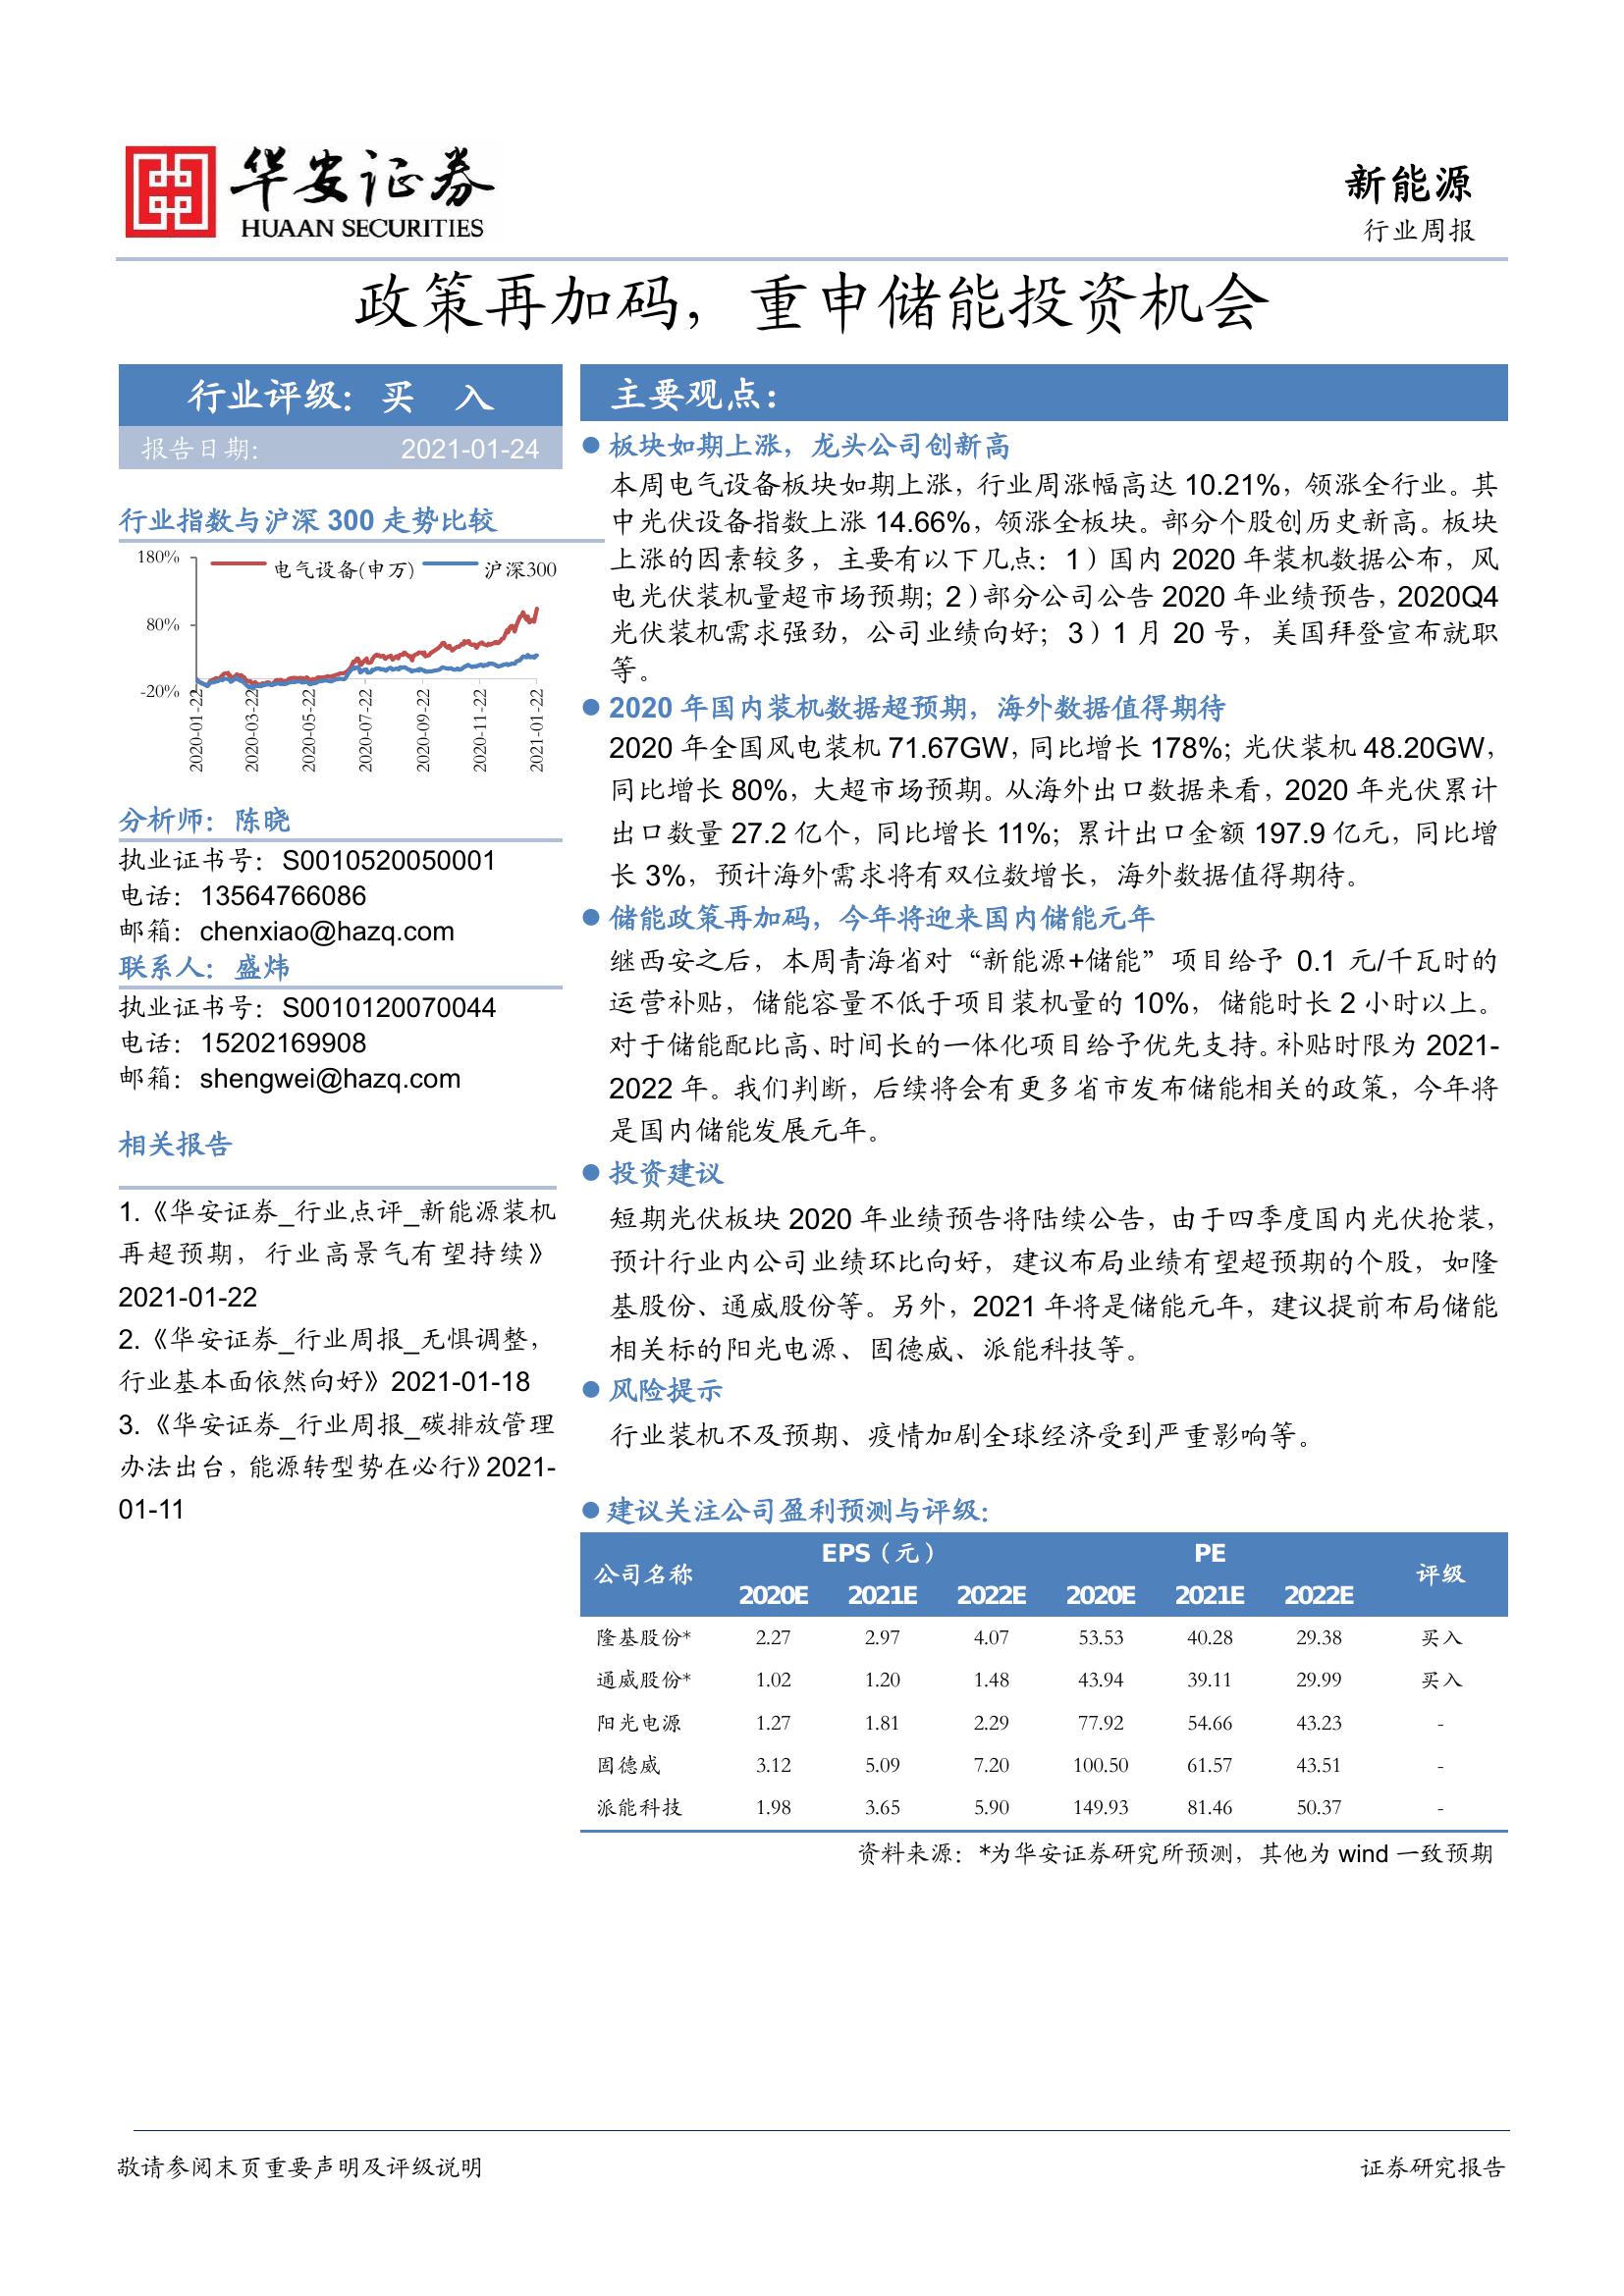 华安证券
HUAAN SECURITIES
新能源
行业周报
政策再加码，重申储能投资机会
行业评级：买 入
报告日期： 2021-01-24
行业指数与沪深 300 走势比较
180%
80%
-20%
电气设备(申万)
沪深300
2020-01-22
2020-03-22
2020-05-22
2020-07-22
2020-09-22
2020-11-22
2021-01-22
分析师：陈晓
执业证书号：S0010520050001
电话：13564766086
邮箱：chenxiao@hazq.com
联系人：盛炜
执业证书号：S0010120070044
电话：15202169908
邮箱：shengwei@hazq.com
相关报告
1.《华安证券_行业点评_新能源装机
再超预期，行业高景气有望持续》
2021-01-22
2.《华安证券_行业周报_无惧调整，
行业基本面依然向好》2021-01-18
3.《华安证券_行业周报_碳排放管理
办法出台，能源转型势在必行》2021-
01-11
主要观点：
●板块如期上涨，龙头公司创新高
本周电气设备板块如期上涨，行业周涨幅高达 10.21%，领涨全行业。其
中光伏设备指数上涨 14.66%，领涨全板块。部分个股创历史新高。板块
上涨的因素较多，主要有以下几点：1）国内 2020 年装机数据公布，风
电光伏装机量超市场预期；2）部分公司公告 2020 年业绩预告，2020Q4
光伏装机需求强劲，公司业绩向好；3）1 月 20 号，美国拜登宣布就职
等。
●2020 年国内装机数据超预期，海外数据值得期待
2020 年全国风电装机 71.67GW，同比增长 178%；光伏装机 48.20GW，
同比增长 80%，大超市场预期。从海外出口数据来看，2020 年光伏累计
出口数量 27.2 亿个，同比增长 11%；累计出口金额 197.9 亿元，同比增
长 3%，预计海外需求将有双位数增长，海外数据值得期待。
●储能政策再加码，今年将迎来国内储能元年
继西安之后，本周青海省对“新能源+储能”项目给予 0.1 元/千瓦时的
运营补贴，储能容量不低于项目装机量的 10%，储能时长 2 小时以上。
对于储能配比高、时间长的一体化项目给予优先支持。补贴时限为 2021-
2022 年。我们判断，后续将会有更多省市发布储能相关的政策，今年将
是国内储能发展元年。
●投资建议
短期光伏板块 2020 年业绩预告将陆续公告，由于四季度国内光伏抢装，
预计行业内公司业绩环比向好，建议布局业绩有望超预期的个股，如隆
基股份、通威股份等。另外，2021 年将是储能元年，建议提前布局储能
相关标的阳光电源、固德威、派能科技等。
●风险提示
行业装机不及预期、疫情加剧全球经济受到严重影响等。
●建议关注公司盈利预测与评级：
公司名称 EPS（元） PE 评级
2020E 2021E 2022E 2020E 2021E 2022E
隆基股份* 2.27 2.97 4.07 53.53 40.28 29.38 买入
通威股份* 1.02 1.20 1.48 43.94 39.11 29.99 买入
阳光电源 1.27 1.81 2.29 77.92 54.66 43.23 -
固德威 3.12 5.09 7.20 100.50 61.57 43.51 -
派能科技 1.98 3.65 5.90 149.93 81.46 50.37 -
资料来源：*为华安证券研究所预测，其他为 wind 一致预期
敬请参阅末页重要声明及评级说明
证券研究报告